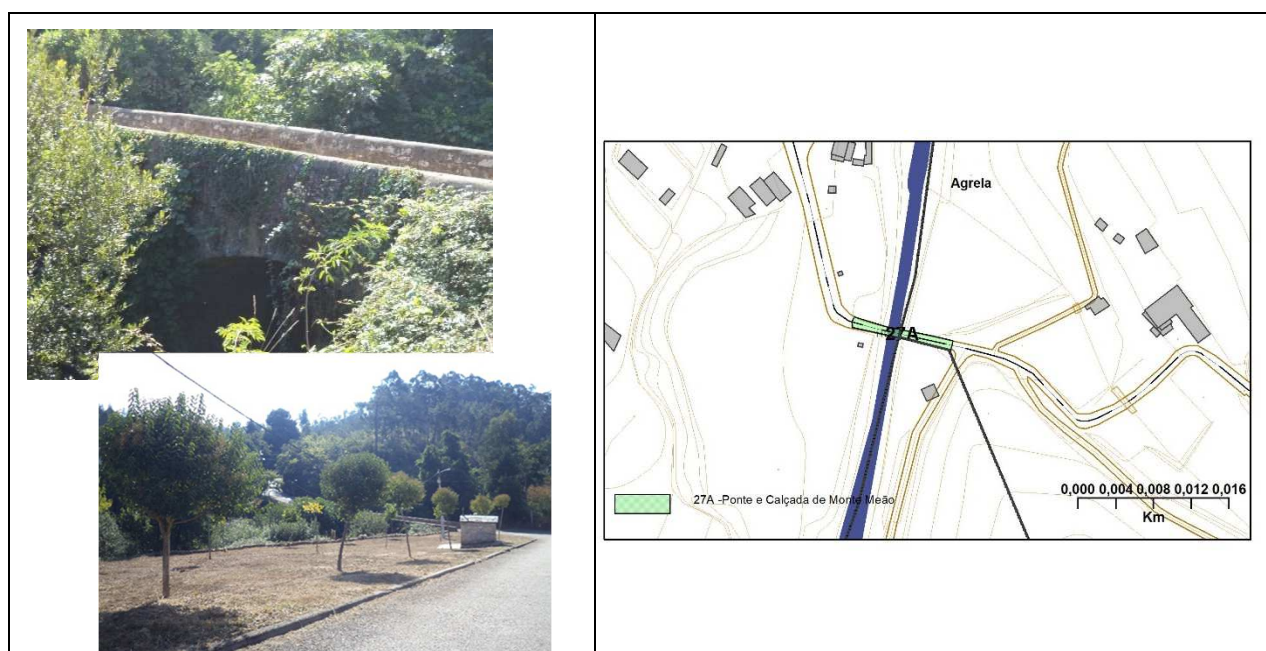 Agrela
27A
27A -Ponte e Calçada de Monte Meão
0,000 0,004 0,008 0,012 0,016
Km